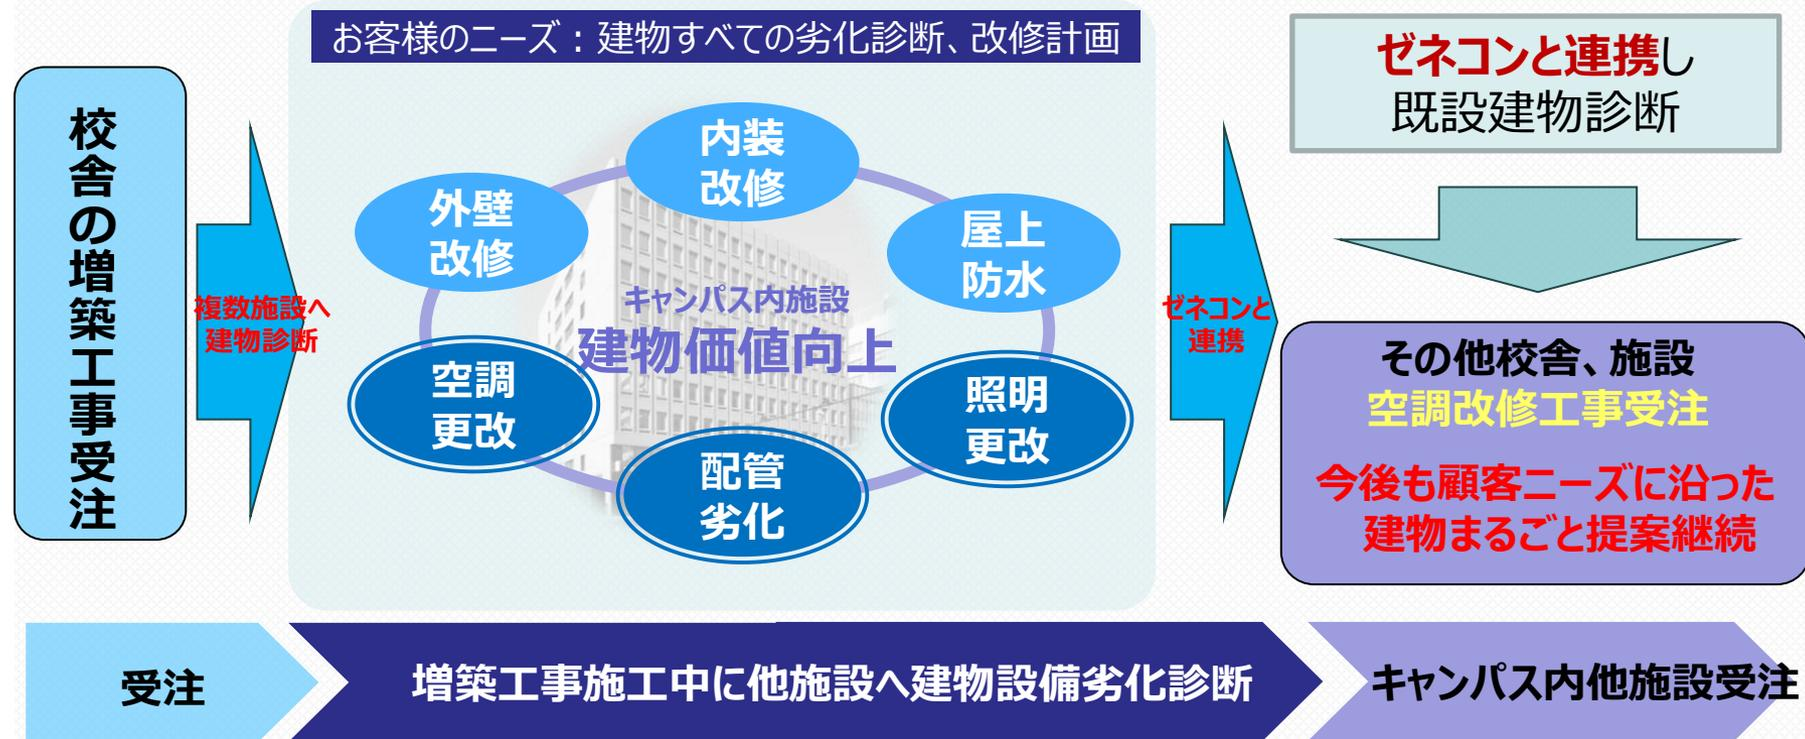 お客様のニーズ：建物すべての劣化診断、改修計画
校舎の増築工事受注
複数施設へ
建物診断
内装
改修
外壁
改修
屋上
防水
キャンパス内施設
建物価値向上
空調
更改
照明
更改
配管
劣化
ゼネコンと
連携
ゼネコンと連携し
既設建物診断
その他校舎、施設
空調改修工事受注
今後も顧客ニーズに沿った
建物まるごと提案継続
受注
増築工事施工中に他施設へ建物設備劣化診断
キャンパス内他施設受注